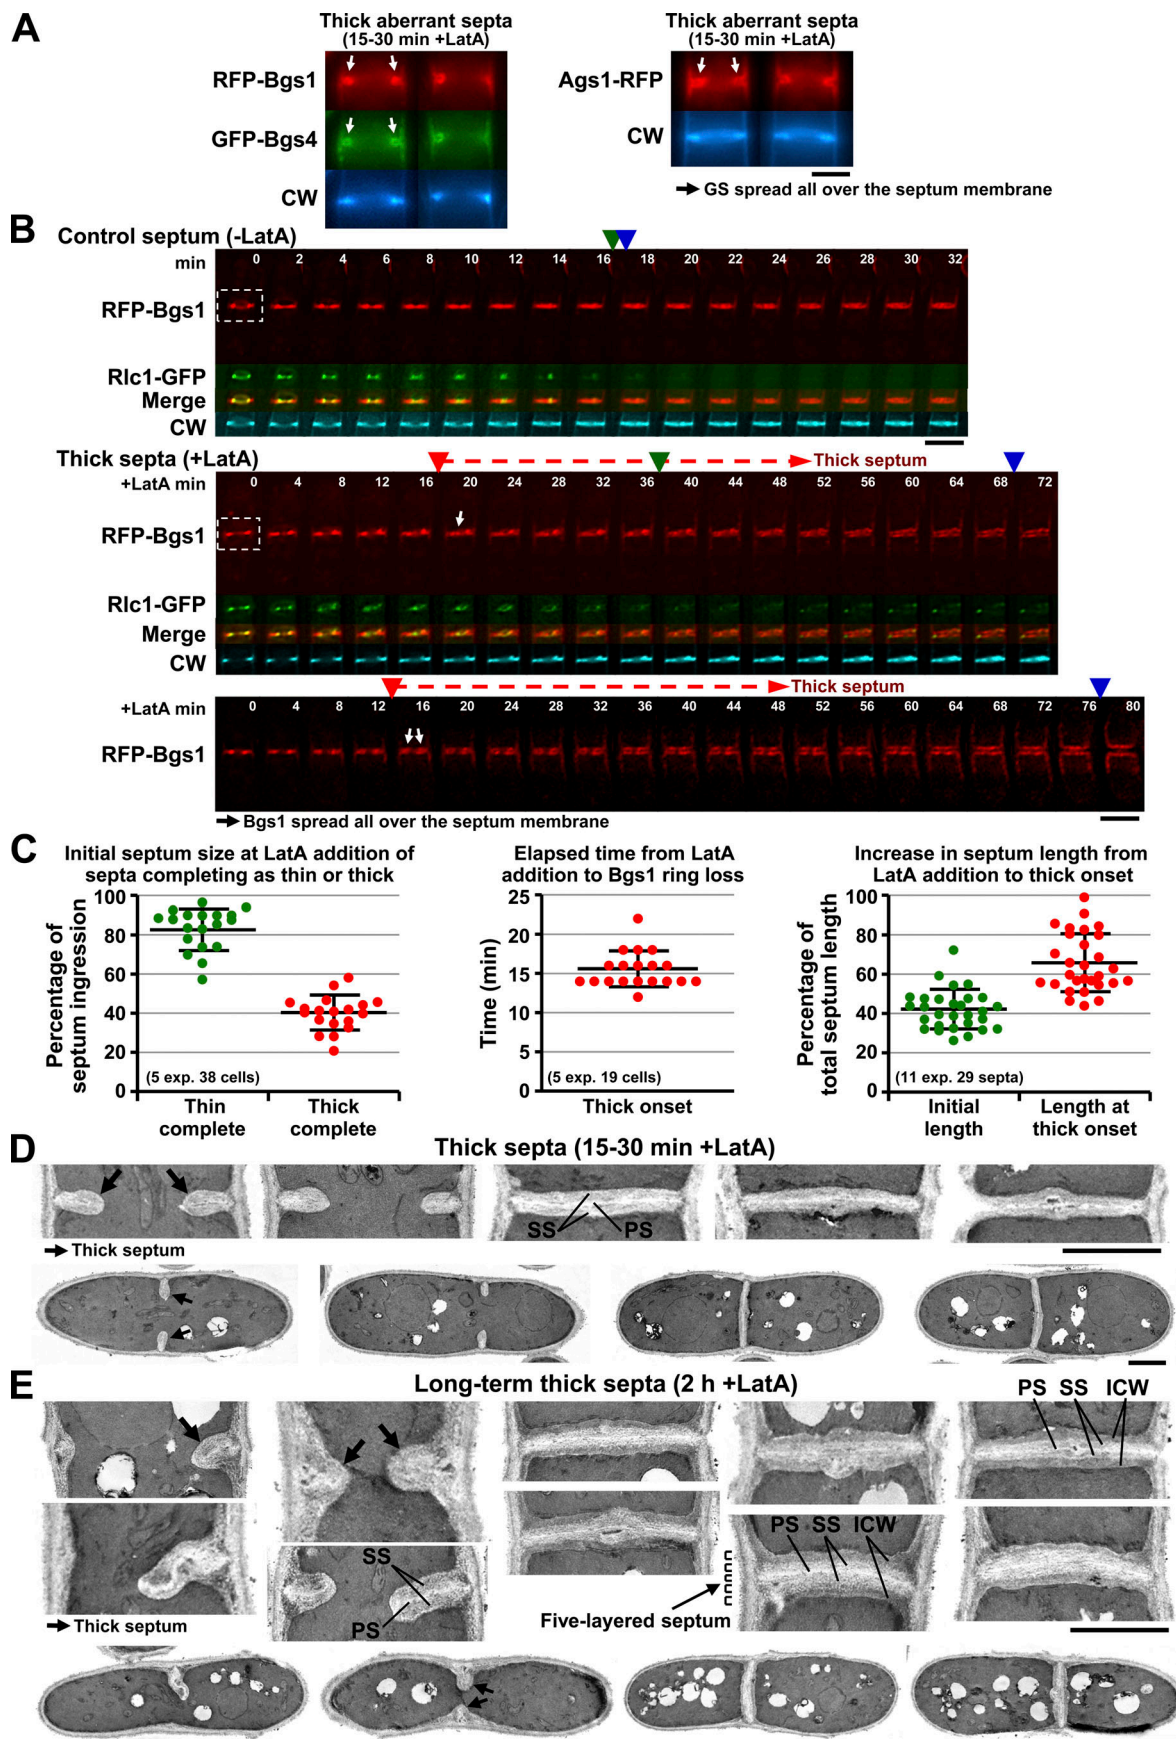 A
Thick aberrant septa
(15-30 min +LatA)
RFP-Bgs1
GFP-Bgs4
CW
Thick aberrant septa
(15-30 min +LatA)
Ags1-RFP
CW
GS spread all over the septum membrane
B
Control septum (-LatA)
min 0 2 4 6 8 10 12 14 16 18 20 22 24 26 28 30 32
RFP-Bgs1
Rlc1-GFP
Merge
CW
Thick septa (+LatA)
Thick septum
+LatA min 0 4 8 12 16 20 24 28 32 36 40 44 48 52 56 60 64 68 72
RFP-Bgs1
Rlc1-GFP
Merge
CW
Thick septum
+LatA min 0 4 8 12 16 20 24 28 32 36 40 44 48 52 56 60 64 68 72 76 80
RFP-Bgs1
Bgs1 spread all over the septum membrane
C
Initial septum size at LatA addition of
septa completing as thin or thick
Percentage of
septum ingression
100
80
60
40
20
0
(5 exp. 38 cells)
Thin
complete
Thick
complete
Elapsed time from LatA
addition to Bgs1 ring loss
Time (min)
25
20
15
10
5
0
(5 exp. 19 cells)
Thick onset
Increase in septum length from
LatA addition to thick onset
Percentage of
total septum length
100
80
60
40
20
0
(11 exp. 29 septa)
Initial
length
Length at
thick onset
D
Thick septa (15-30 min +LatA)
SS
PS
Thick septum
E
Long-term thick septa (2 h +LatA)
PS SS ICW
SS
PS
PS SS ICW
Five-layered septum
Thick septum